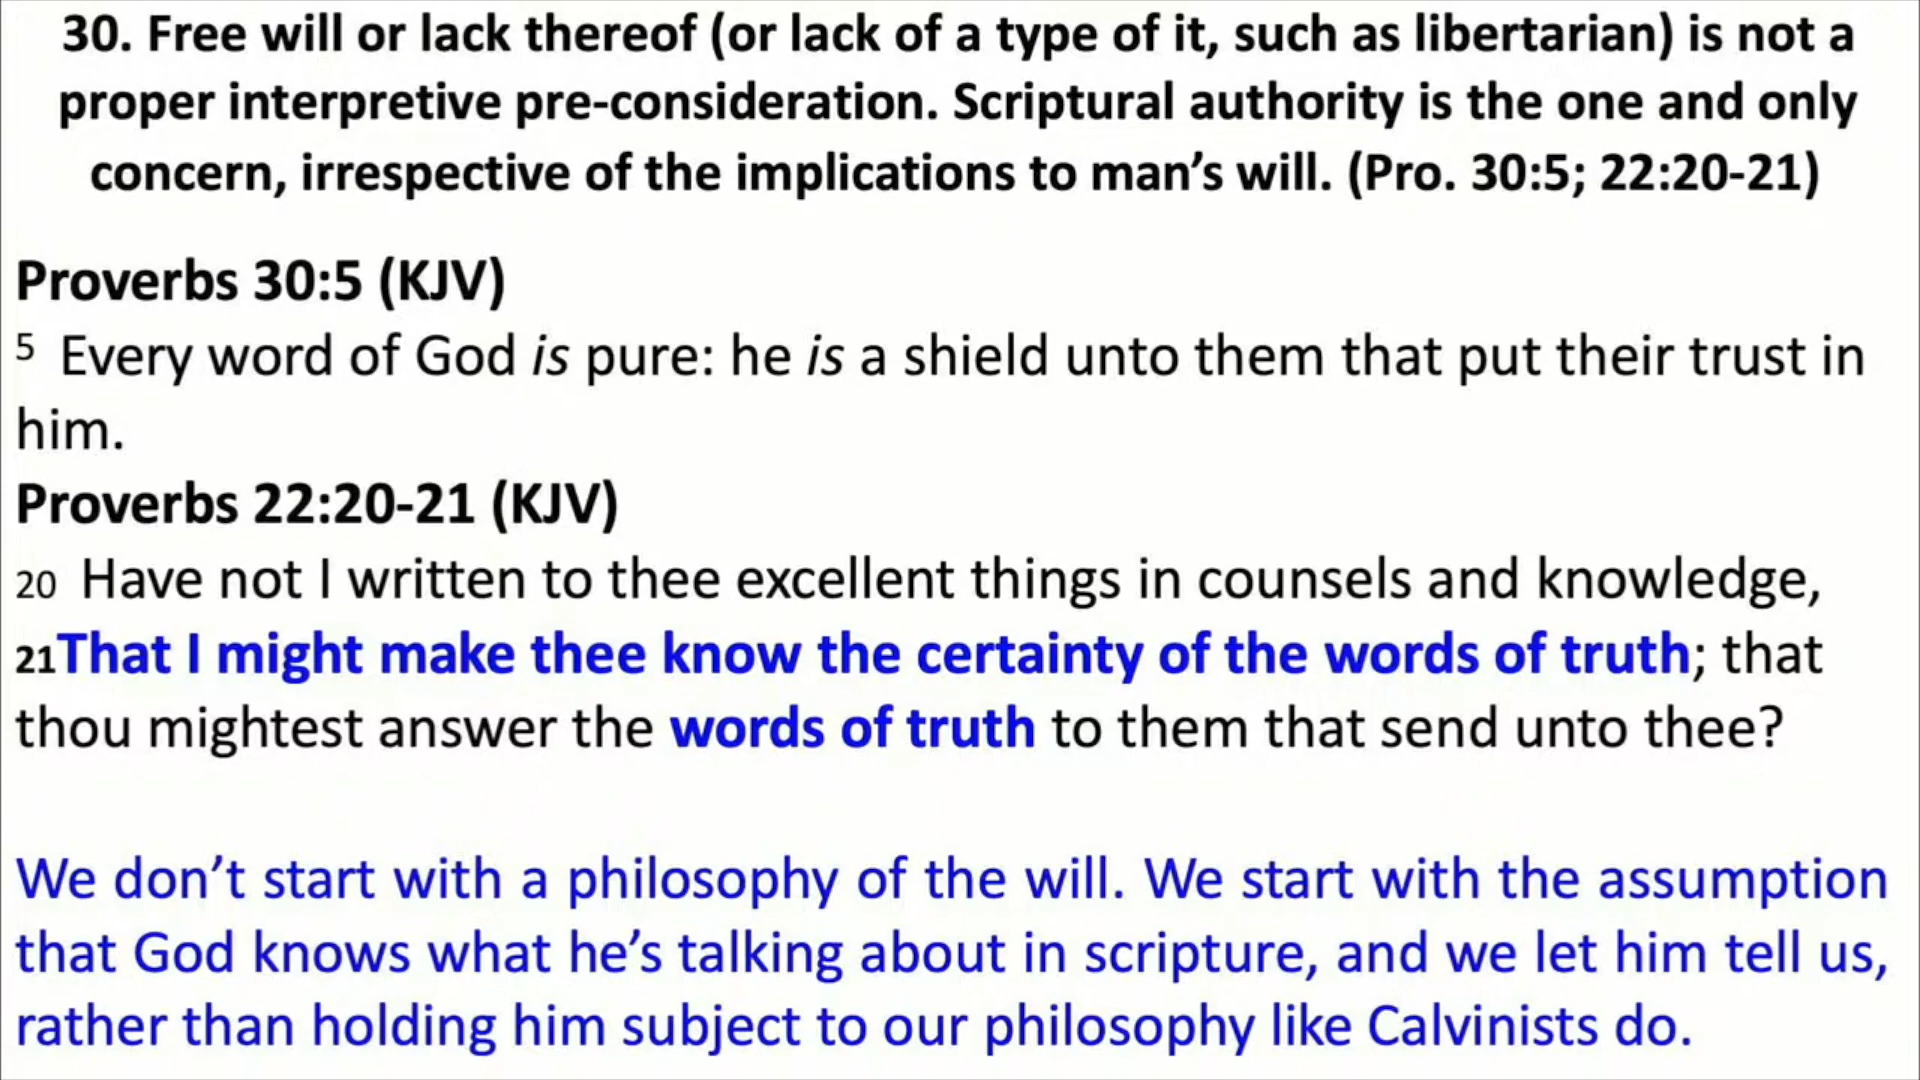 30. Free will or lack thereof (or lack of a type of it, such as libertarian) is not a
proper interpretive pre-consideration. Scriptural authority is the one and only
concern, irrespective of the implications to man’s will. (Pro. 30:5; 22:20-21)
Proverbs 30:5 (KJV)
5 Every word of God is pure: he is a shield unto them that put their trust in
him.
Proverbs 22:20-21 (KJV)
20 Have not I written to thee excellent things in counsels and knowledge,
21That I might make thee know the certainty of the words of truth; that
thou mightest answer the words of truth to them that send unto thee?
We don’t start with a philosophy of the will. We start with the assumption
that God knows what he’s talking about in scripture, and we let him tell us,
rather than holding him subject to our philosophy like Calvinists do.